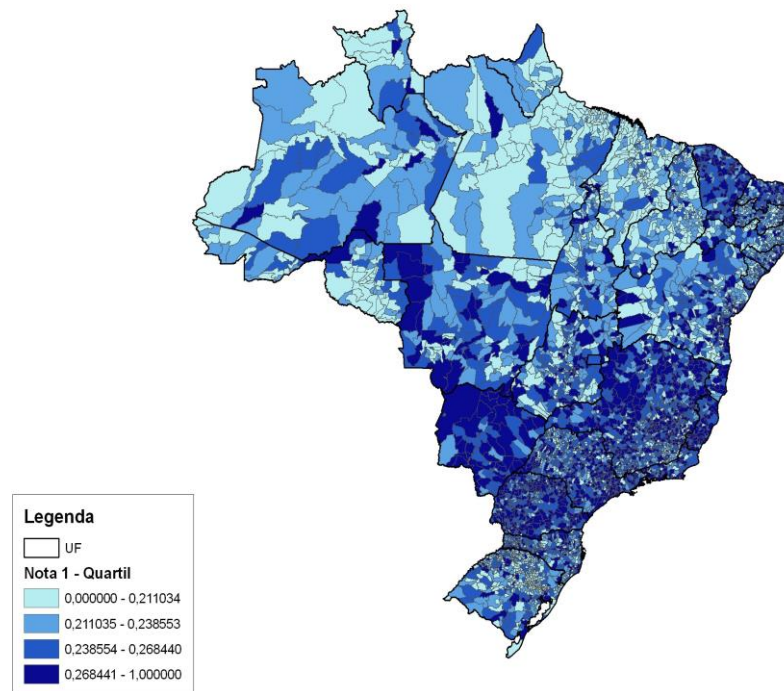 Legenda
UF
Nota 1 - Quartil
0,000000 - 0,211034
0,211035 - 0,238553
0,238554 - 0,268440
0,268441 - 1,000000